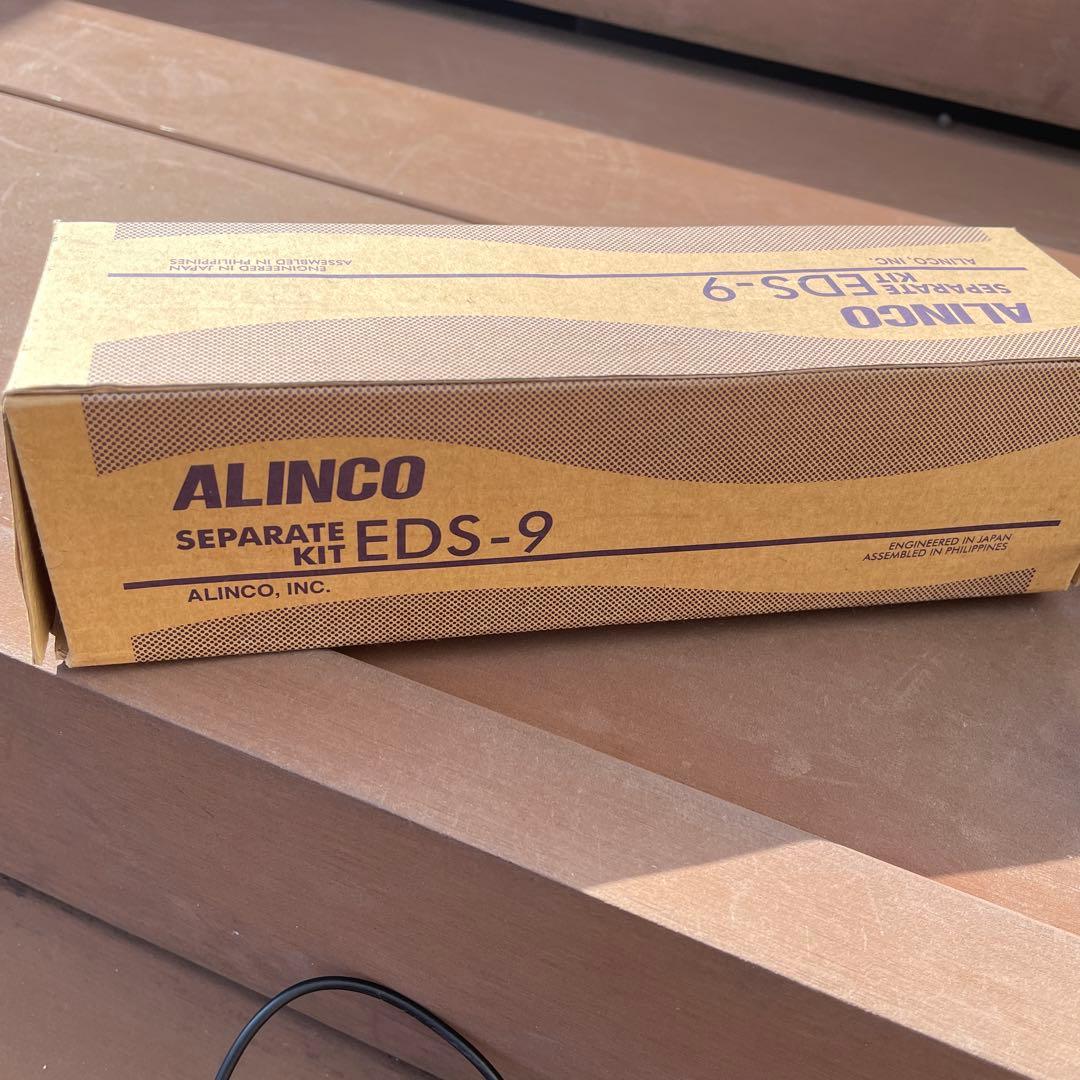 ENGINEERED IN JAPAN
ASSEMBLED IN PHILIPPINES
ALINCO, INC.
SEPARATE
KIT EDS-9
ALINCO
ALINCO
SEPARATE
KIT EDS-9
ENGINEERED IN JAPAN
ASSEMBLED IN PHILIPPINES
ALINCO, INC.